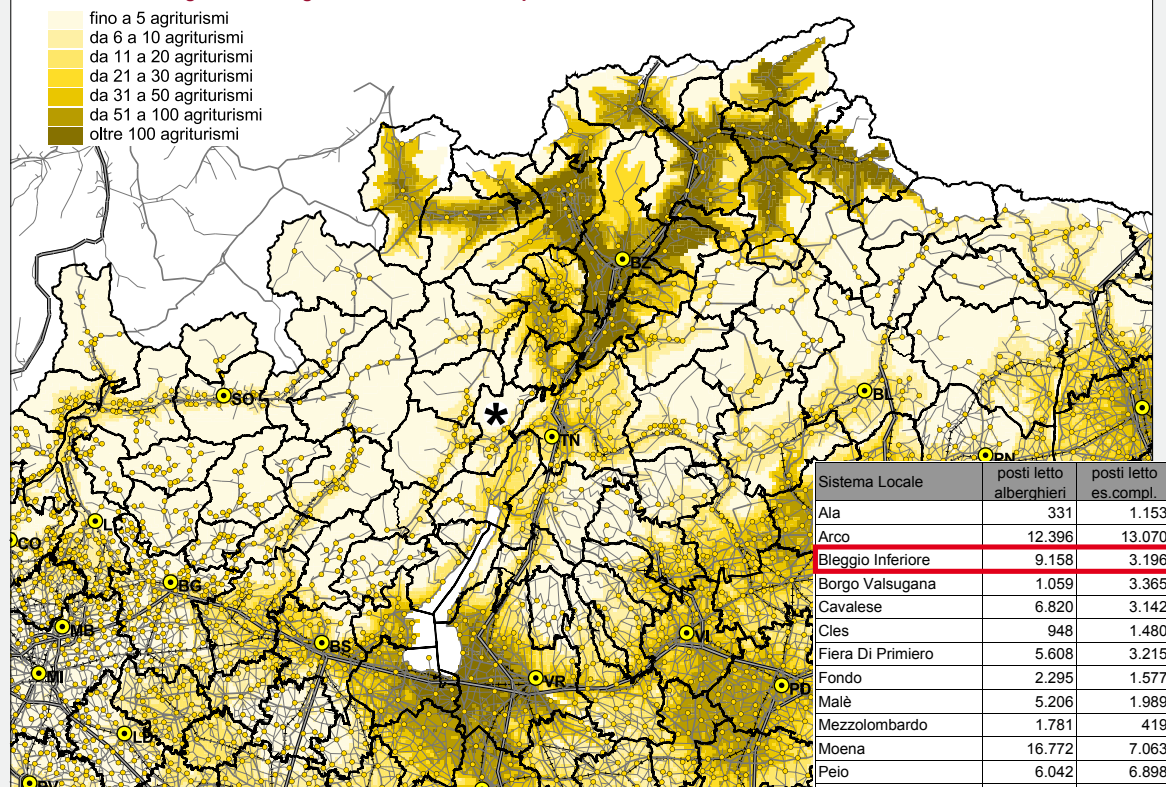 fino a 5 agriturismi
da 6 a 10 agriturismi
da 11 a 20 agriturismi
da 21 a 30 agriturismi
da 31 a 50 agriturismi
da 51 a 100 agriturismi
oltre 100 agriturismi
BZ
SO
*
TN
BL
PN
LC
CO
BG
MB
BS
VI
MI
VR
PD
LO
PV
Sistema Locale posti letto alberghieri posti letto es.compl.
Ala 331 1.153
Arco 12.396 13.070
Bleggio Inferiore 9.158 3.196
Borgo Valsugana 1.059 3.365
Cavalese 6.820 3.142
Cles 948 1.480
Fiera Di Primiero 5.608 3.215
Fondo 2.295 1.577
Malè 5.206 1.989
Mezzolombardo 1.781 419
Moena 16.772 7.063
Peio 6.042 6.898